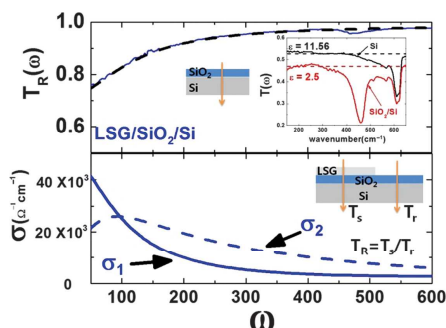 T_R(ω)
1.0
0.8
0.6
LSG/SiO₂/Si
SiO₂
Si
T(ω)
0.6
0.5
0.4
0.3
0.2
ε = 11.56
Si
ε = 2.5
SiO₂/Si
200 300 400 500 600
wavenumber(cm⁻¹)
σ(Ω⁻¹ cm⁻¹)
40 X10³
20 X10³
0
LSG
SiO₂
Si
T_s T_r
T_R=T_s/T_r
σ₁
σ₂
100 200 300 400 500 600
ω